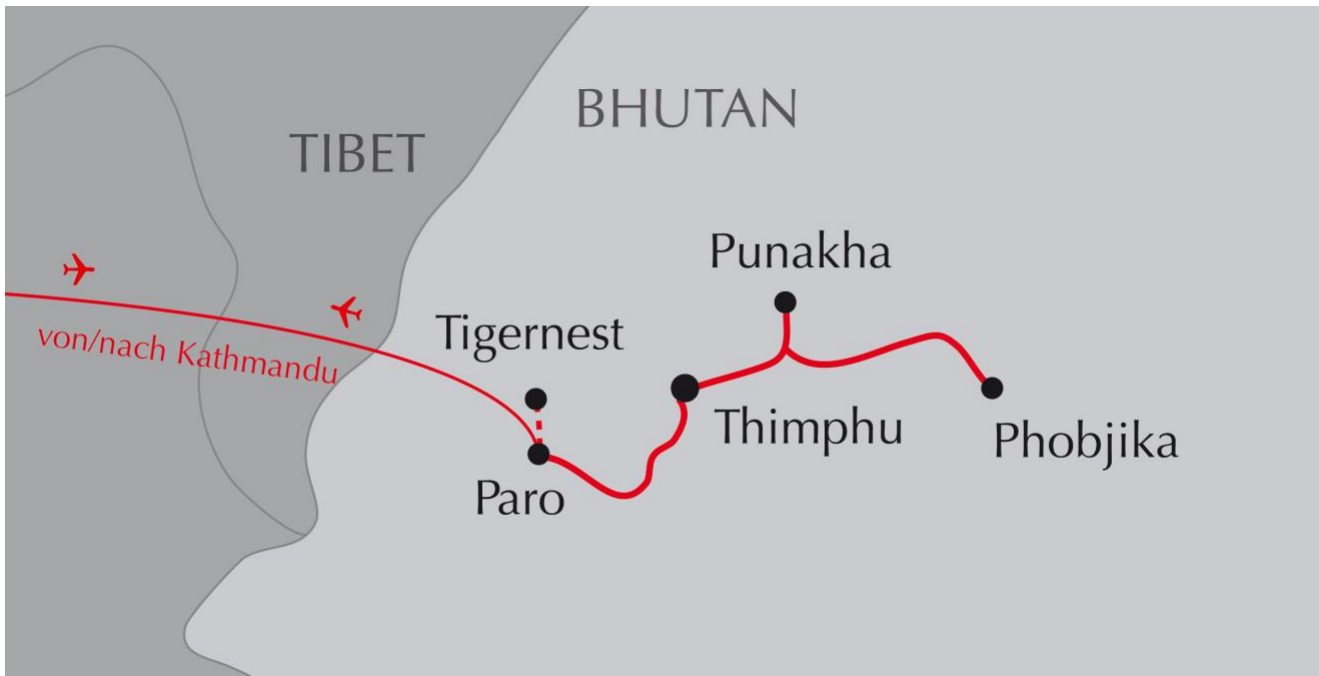 BHUTAN
TIBET
Punakha
Tigernest
von/nach Kathmandu
Thimphu
Phobjika
Paro